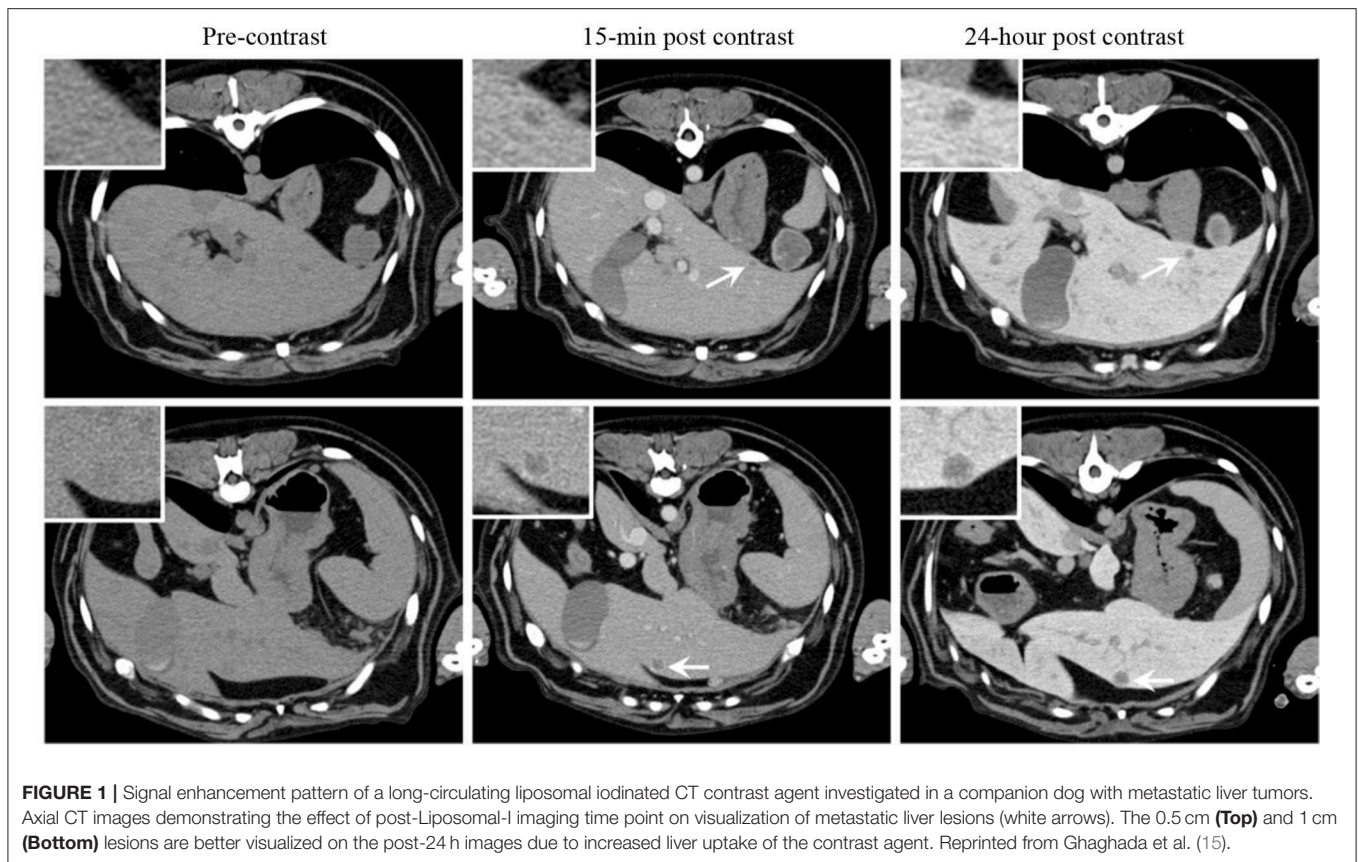 Pre-contrast
15-min post contrast
24-hour post contrast
FIGURE 1 | Signal enhancement pattern of a long-circulating liposomal iodinated CT contrast agent investigated in a companion dog with metastatic liver tumors.
Axial CT images demonstrating the effect of post-Liposomal-I imaging time point on visualization of metastatic liver lesions (white arrows). The 0.5 cm (Top) and 1 cm
(Bottom) lesions are better visualized on the post-24 h images due to increased liver uptake of the contrast agent. Reprinted from Ghaghada et al. (15).